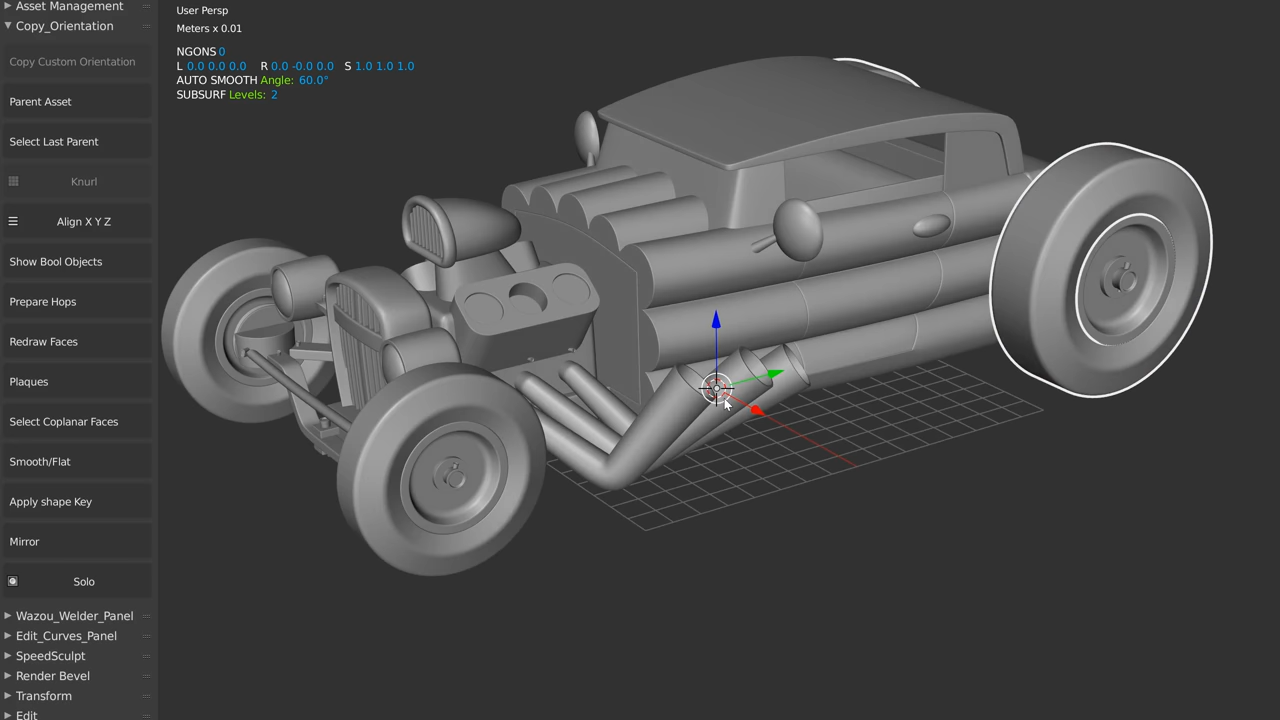 Asset Management
Copy_Orientation
Copy Custom Orientation
Parent Asset
Select Last Parent
Knurl
Align X Y Z
Show Bool Objects
Prepare Hops
Redraw Faces
Plaques
Select Coplanar Faces
Smooth/Flat
Apply shape Key
Mirror
Solo
Wazou_Welder_Panel
Edit_Curves_Panel
SpeedSculpt
Render Bevel
Transform
Edit
User Persp
Meters x 0.01
NGONS 0
L 0.0 0.0 0.0 R 0.0 -0.0 0.0 S 1.0 1.0 1.0
AUTO SMOOTH Angle: 60.0°
SUBSURF Levels: 2